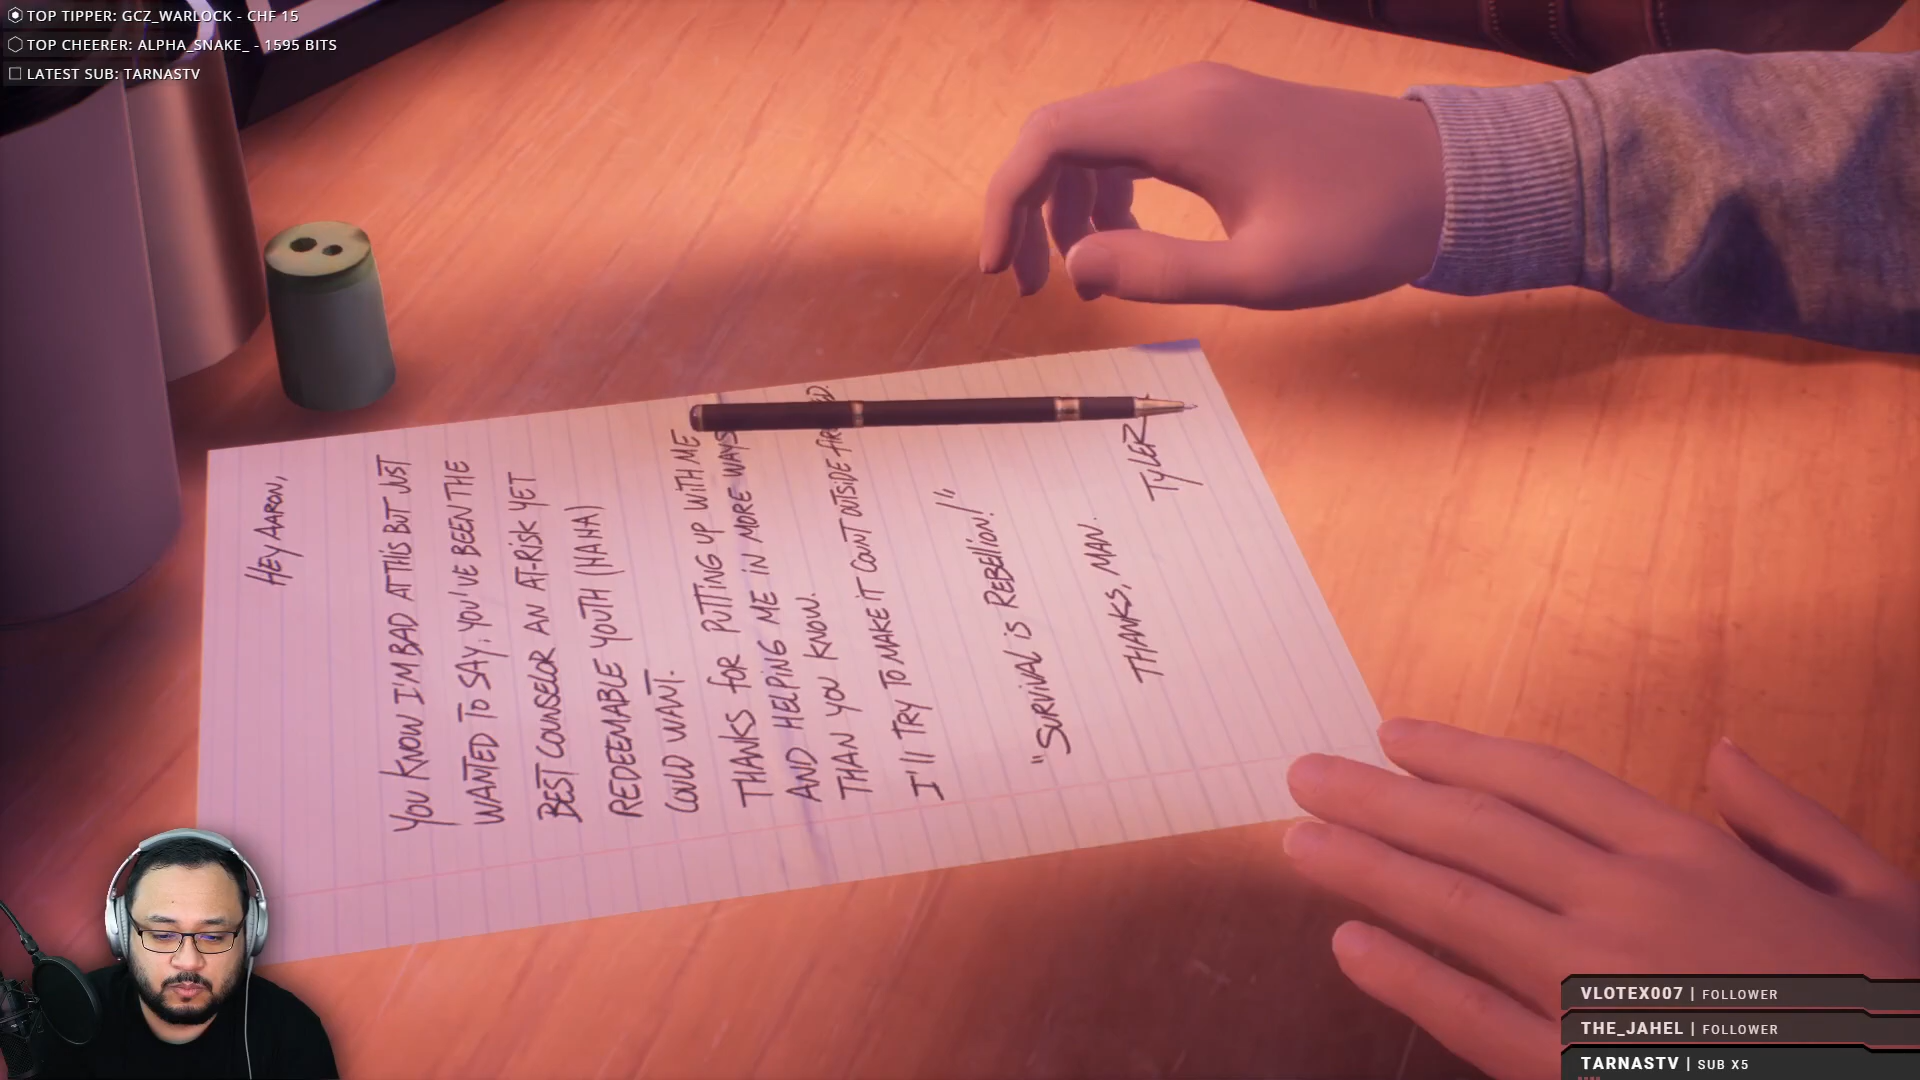 TOP TIPPER: GCZ_WARLOCK - CHF 15
TOP CHEERER: ALPHA_SNAKE_ - 1595 BITS
LATEST SUB: TARNASTV
HEY AARON,
YOU KNOW I'M BAD AT THIS BUT JUST
WANTED TO SAY: YOU'VE BEEN THE
BEST COUNSELOR AN AT-RISK YET
REDEEMABLE YOUTH (HAHA)
COULD WANT.
THANKS FOR PUTTING UP WITH ME
AND HELPING ME IN MORE WAYS
THAN YOU KNOW.
I'll TRY TO MAKE IT COUNT OUTSIDE
"SURVIVAL IS REBELLION!"
THANKS, MAN.
TYLER
VLOTEX007 | FOLLOWER
THE_JAHEL | FOLLOWER
TARNASTV | SUB X5